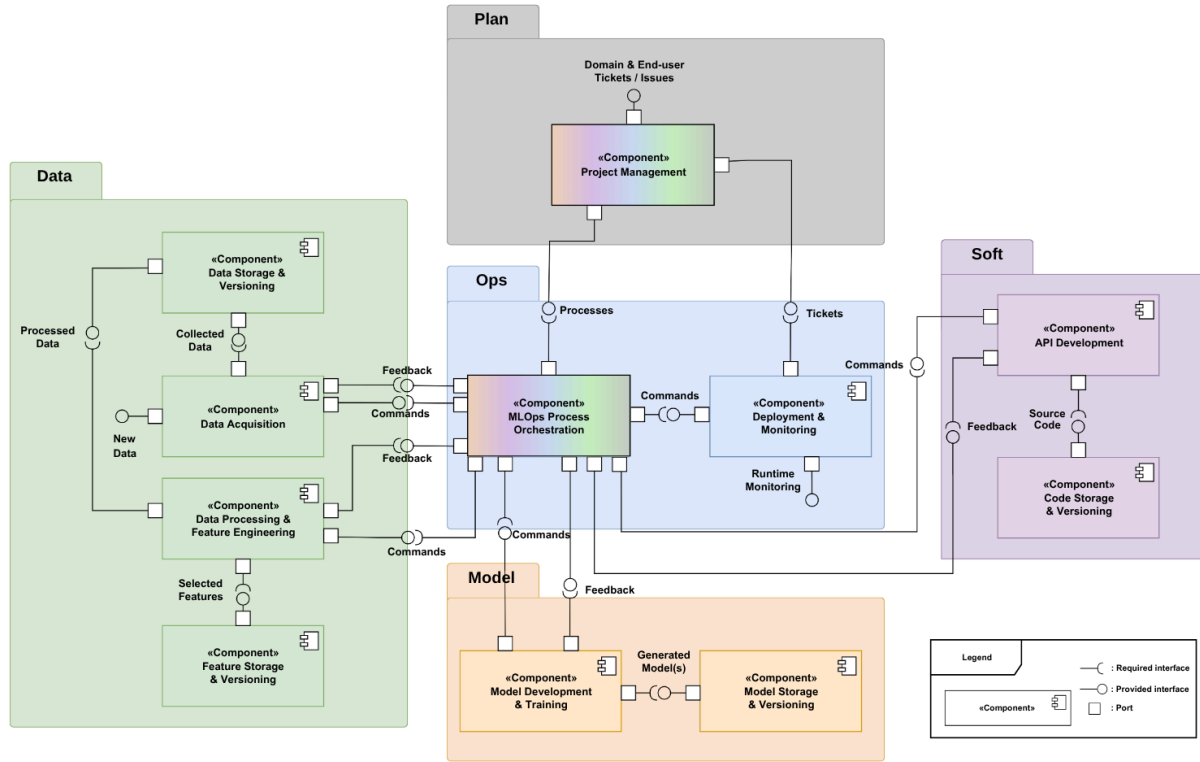 Plan
Domain & End-user
Tickets / Issues
«Component»
Project Management
Data
«Component»
Data Storage &
Versioning
Processed
Data
Collected
Data
«Component»
Data Acquisition
New
Data
«Component»
Data Processing &
Feature Engineering
Selected
Features
«Component»
Feature Storage
& Versioning
Feedback
Commands
Feedback
Commands
Ops
Processes
Tickets
«Component»
MLOps Process
Orchestration
Commands
«Component»
Deployment &
Monitoring
Runtime
Monitoring
Commands
Feedback
Model
«Component»
Model Development
& Training
Generated
Model(s)
«Component»
Model Storage
& Versioning
Soft
Commands
«Component»
API Development
Feedback
Source
Code
«Component»
Code Storage
& Versioning
Legend
«Component»
: Required interface
: Provided interface
: Port